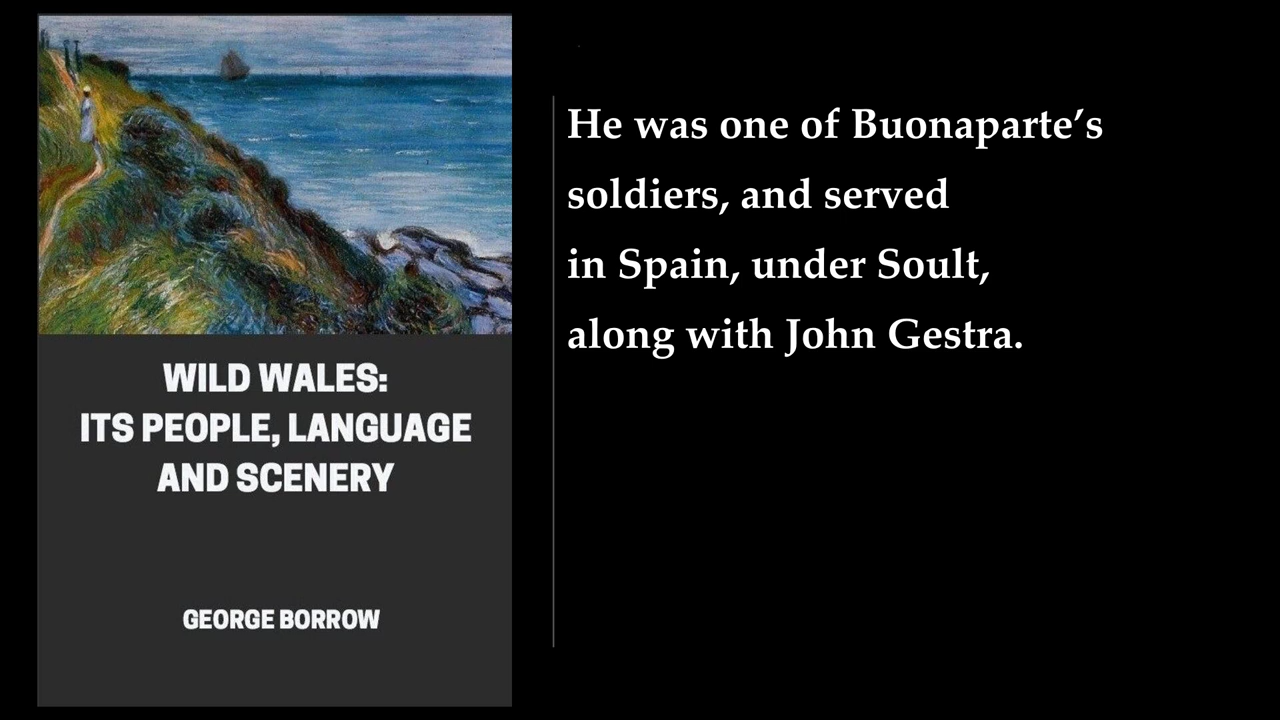 WILD WALES:
ITS PEOPLE, LANGUAGE
AND SCENERY
GEORGE BORROW
He was one of Buonaparte’s
soldiers, and served
in Spain, under Soult,
along with John Gestra.